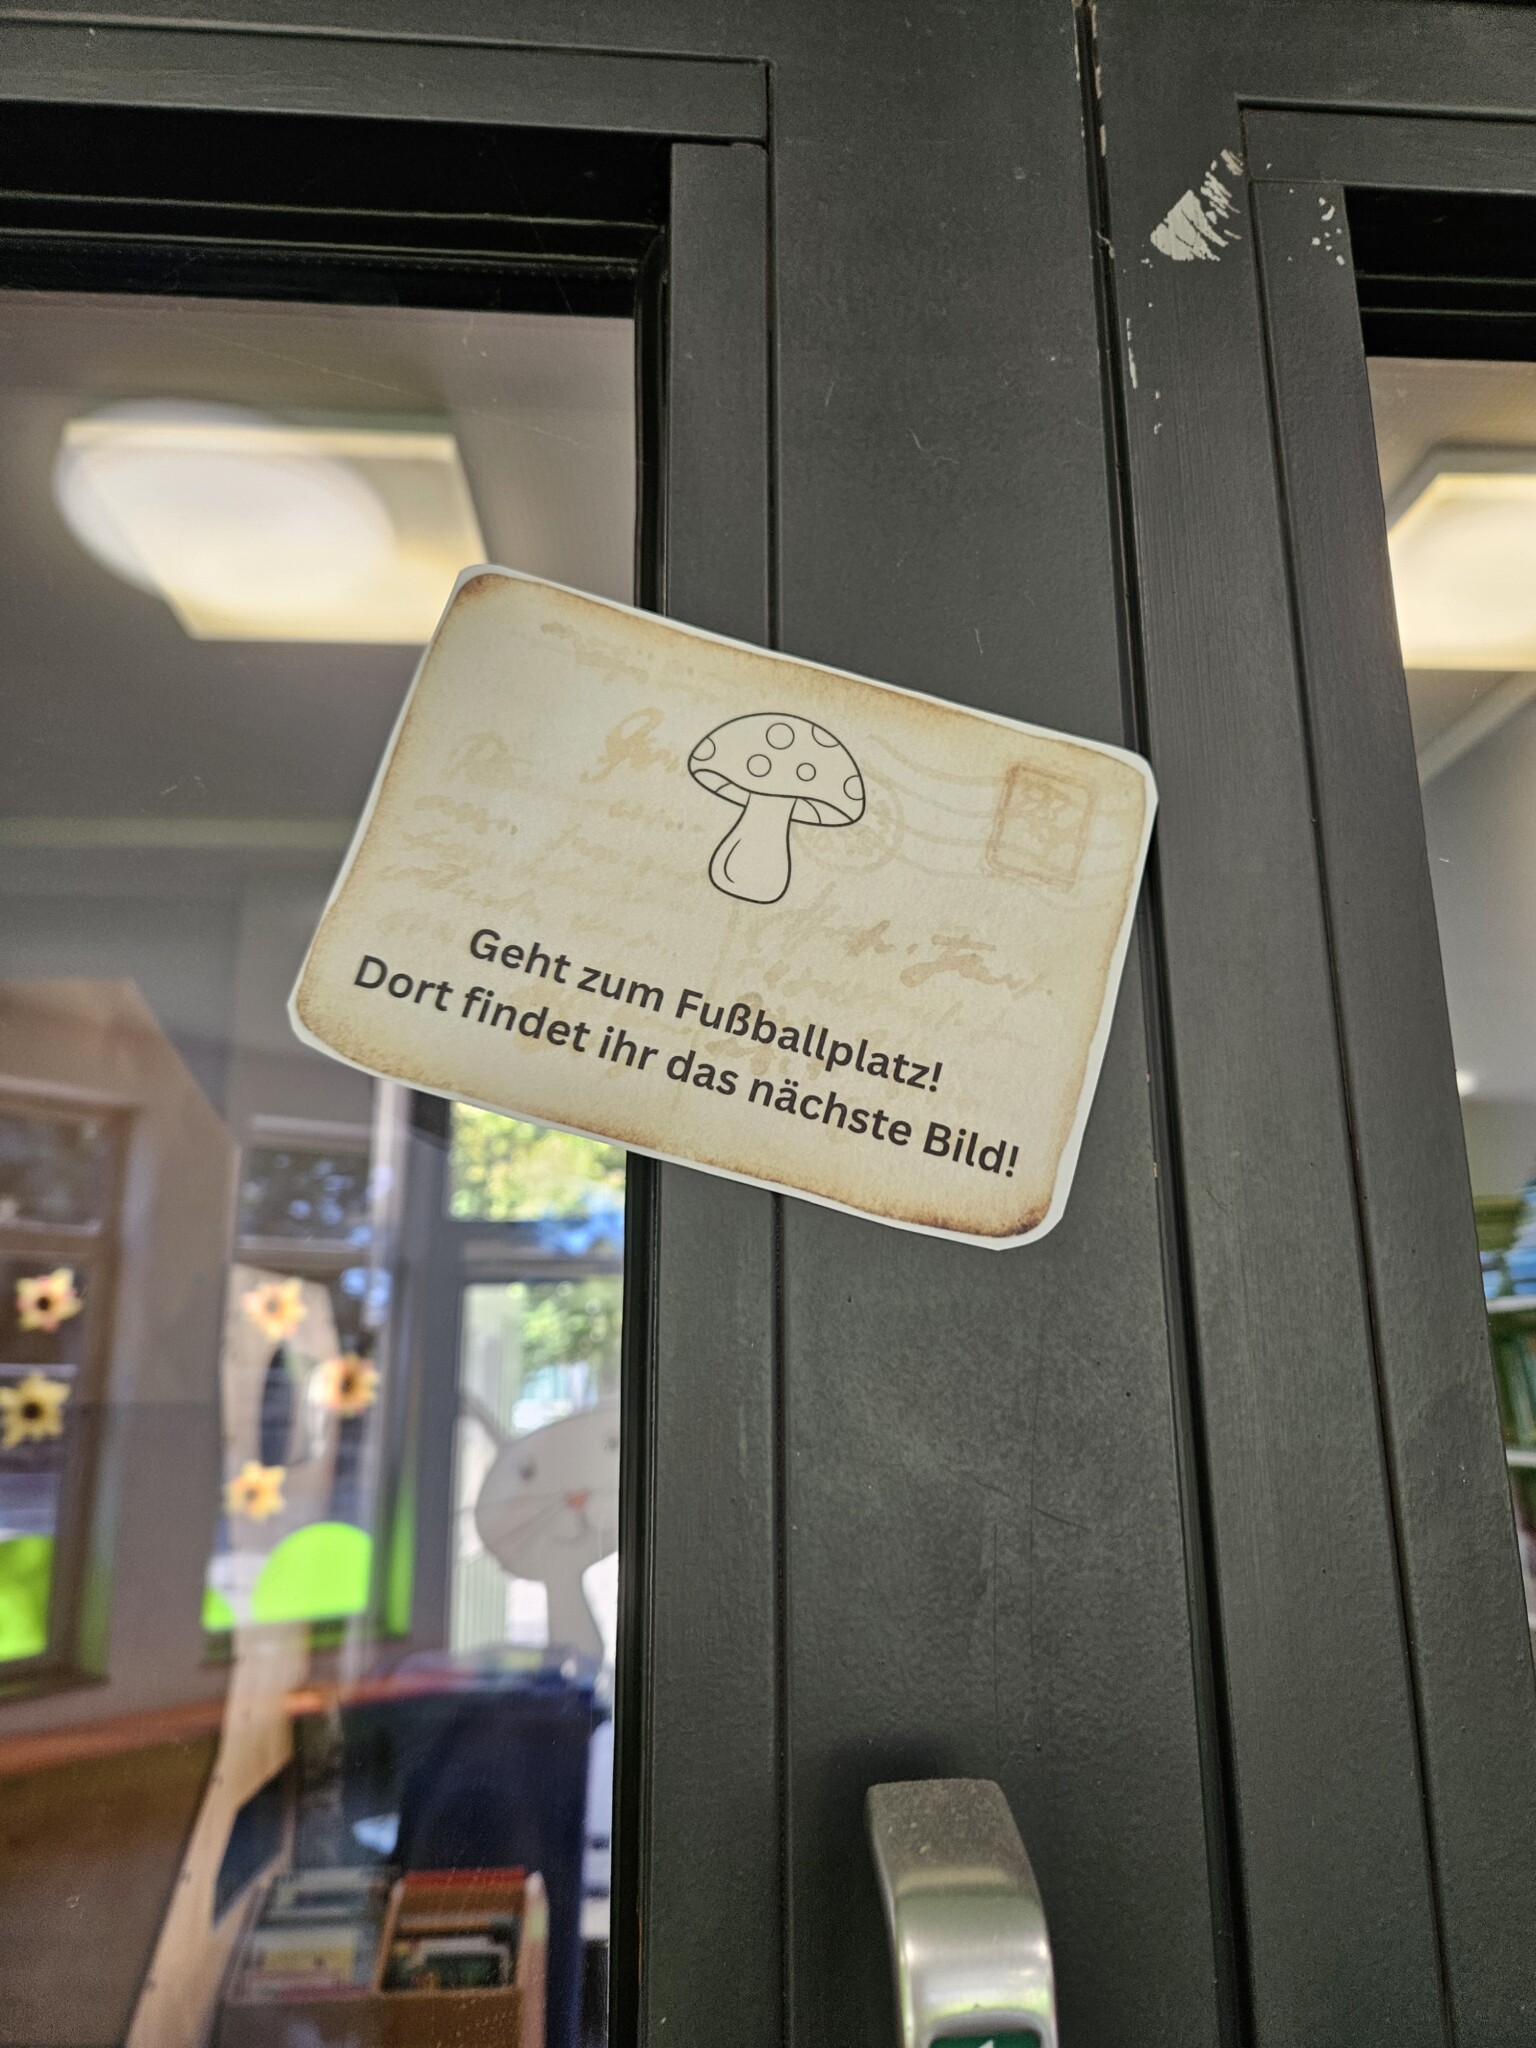 Geht zum Fußballplatz!
Dort findet ihr das nächste Bild!